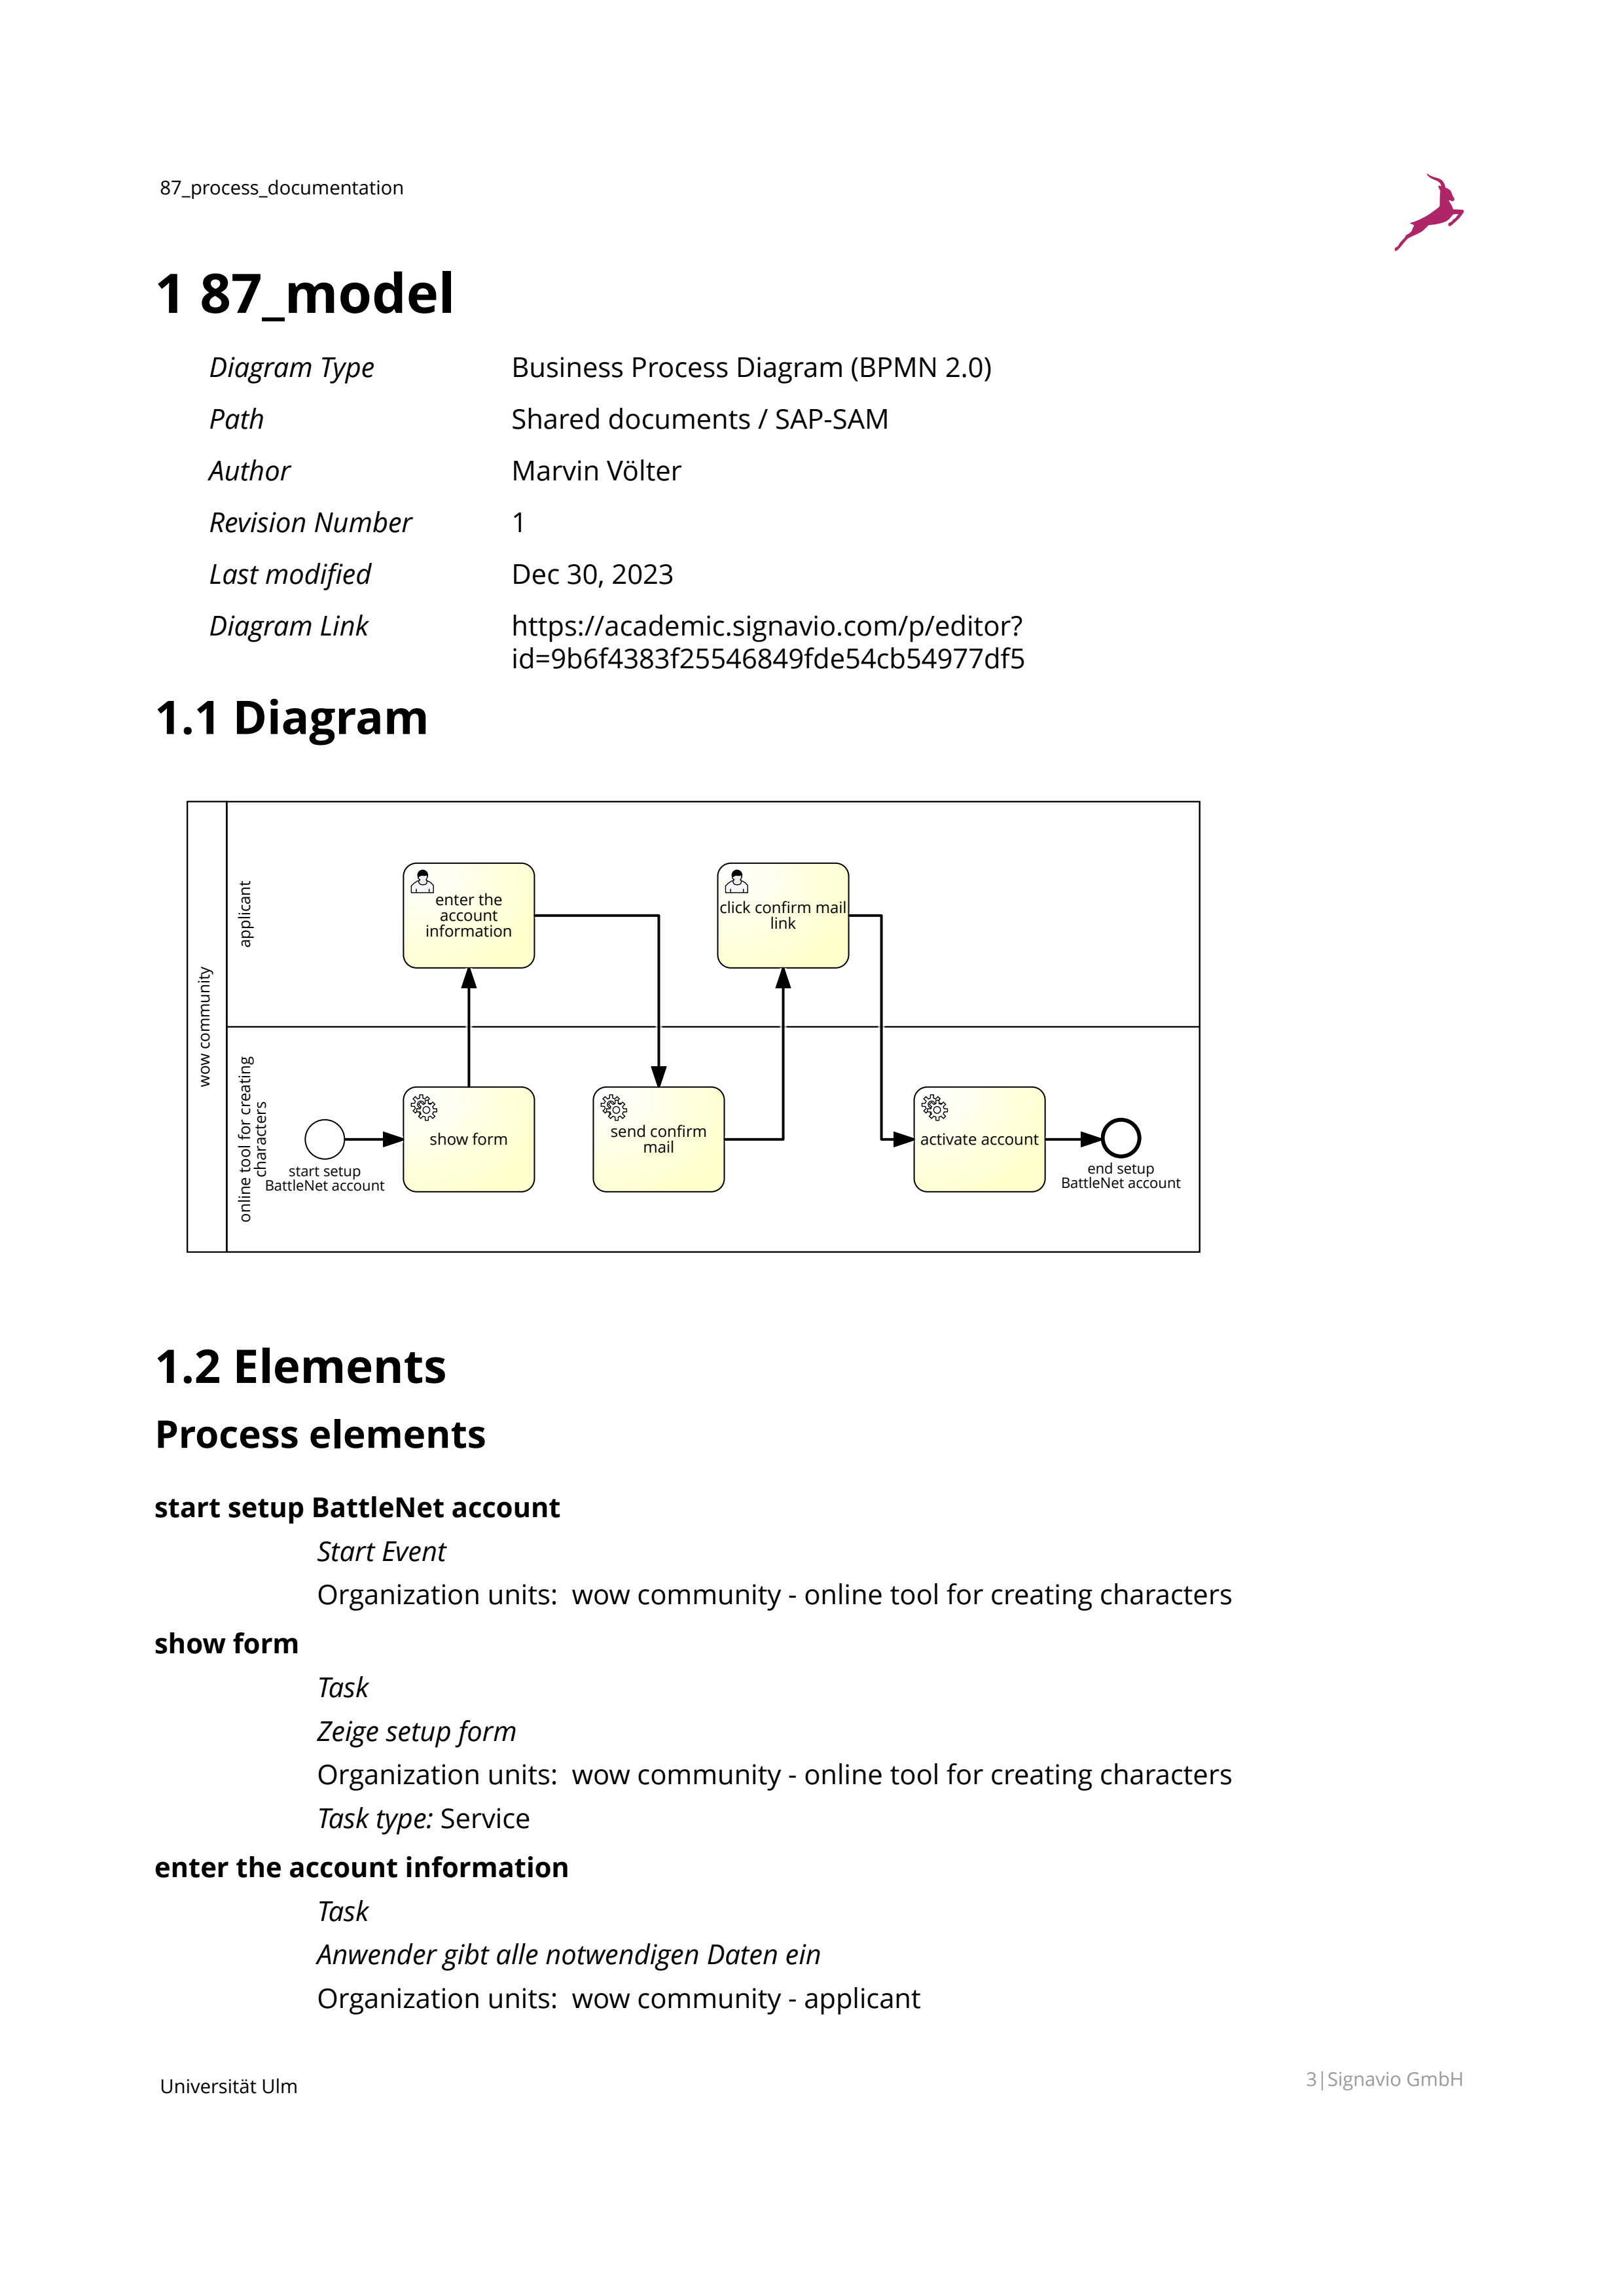 87_process_documentation
1 87_model
Diagram Type Business Process Diagram (BPMN 2.0)
Path Shared documents / SAP-SAM
Author Marvin Völter
Revision Number 1
Last modified Dec 30, 2023
Diagram Link https://academic.signavio.com/p/editor?
id=9b6f4383f25546849fde54cb54977df5
1.1 Diagram
wow community
applicant
enter the
account
information
click confirm mail
link
online tool for creating
characters
start setup
BattleNet account
show form
send confirm
mail
activate account
end setup
BattleNet account
1.2 Elements
Process elements
start setup BattleNet account
Start Event
Organization units: wow community - online tool for creating characters
show form
Task
Zeige setup form
Organization units: wow community - online tool for creating characters
Task type: Service
enter the account information
Task
Anwender gibt alle notwendigen Daten ein
Organization units: wow community - applicant
Universität Ulm
3|Signavio GmbH